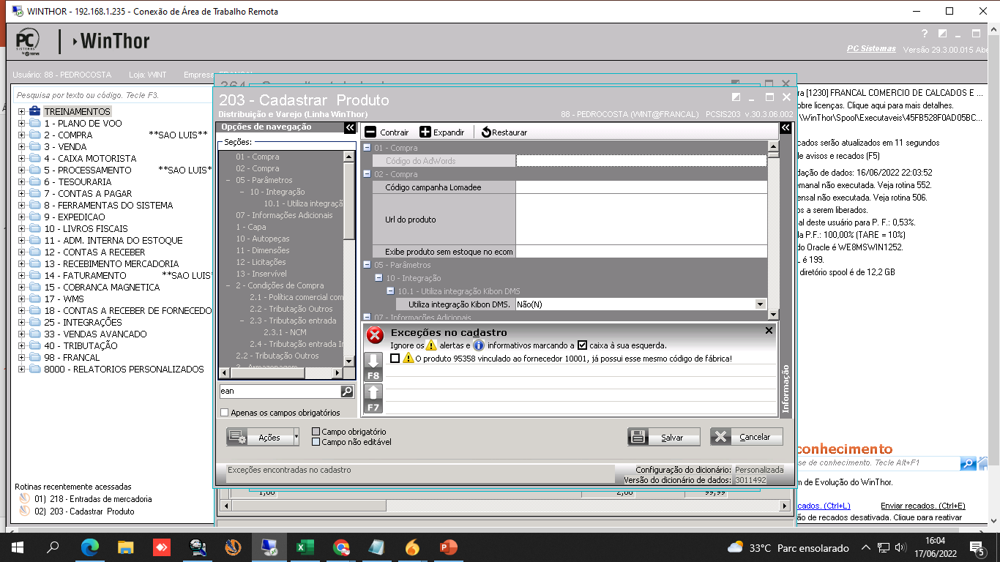 WINTHOR - 192.168.1.235 - Conexão de Área de Trabalho Remota
PC SISTEMAS
WinThor
PC Sistemas
Versão 29.3.00.015 Abe
Usuário: 88 - PEDROCOSTA Loja: WINT Empresa: FRANCAL
Pesquisa por texto ou código. Tecle F3.
TREINAMENTOS
1 - PLANO DE VOO
2 - COMPRA **SAO LUIS**
3 - VENDA
4 - CAIXA MOTORISTA
5 - PROCESSAMENTO **SAO LUIS*
6 - TESOURARIA
7 - CONTAS A PAGAR
8 - FERRAMENTAS DO SISTEMA
9 - EXPEDICAO
10 - LIVROS FISCAIS
11 - ADM. INTERNA DO ESTOQUE
12 - CONTAS A RECEBER
13 - RECEBIMENTO MERCADORIA
14 - FATURAMENTO **SAO LUIS
15 - COBRANCA MAGNETICA
17 - WMS
18 - CONTAS A RECEBER DE FORNECEDO
25 - INTEGRAÇÕES
33 - VENDAS AVANCADO
40 - TRIBUTAÇÃO
98 - FRANCAL
8000 - RELATORIOS PERSONALIZADOS
Rotinas recentemente acessadas
01) 218 - Entradas de mercadoria
02) 203 - Cadastrar Produto
203 - Cadastrar Produto
Distribuição e Varejo (Linha WinThor)
88 - PEDROCOSTA (WINT@FRANCAL) PCSIS203 v.30.3.06.002
Opções de navegação
Seções:
01 - Compra
02 - Compra
05 - Parâmetros
10 - Integração
10.1 - Utiliza integraçã
07 - Informações Adicionais
1 - Capa
10 - Autopeças
11 - Dimensões
12 - Licitações
13 - Inservível
2 - Condições de Compra
2.1 - Política comercial com
2.2 - Tributação Outros
2.3 - Tributação entrada
2.3.1 - NCM
2.4 - Tributação entrada I
2.2 - Tributação Outros
3 - Armazenagem
ean
Apenas os campos obrigatórios
Contrair Expandir Restaurar
01 - Compra
Código do AdWords
02 - Compra
Código campanha Lomadee
Url do produto
Exibe produto sem estoque no ecom
05 - Parâmetros
10 - Integração
10.1 - Utiliza integração Kibon DMS
Utiliza integração Kibon DMS. Não(N)
07 - Informações Adicionais
Exceções no cadastro
Ignore os alertas e informativos marcando a caixa à sua esquerda.
O produto 95358 vinculado ao fornecedor 10001, já possui esse mesmo código de fábrica!
F8
F7
Informação
Ações
Campo obrigatório
Campo não editável
Salvar
Cancelar
Exceções encontradas no cadastro
Configuração do dicionário: Personalizada
Versão do dicionário de dados: 3011492
1,00 2,00 99,99
ra [1230] FRANCAL COMERCIO DE CALCADOS E ...
obre licenças. Clique aqui para mais detalhes.
\WinThor\Spool\Executaveis\45FB528F0AD05BC...
cados serão atualizados em 11 segundos
e avisos e recados (F5)
dação de dados: 16/06/2022 22:03:52
emanal não executada. Veja rotina 552.
ensal não executada. Veja rotina 506.
s a serem liberados.
al deste usuário para P. F.: 0,53%.
a P.F.: 100,00% (TARE = 10%)
do Oracle é WE8MSWIN1252.
L é 199.
diretório spool é de 12,2 GB
conhecimento
se de conhecimento. Tecle Alt+F1
m de Evolução do WinThor.
cados. (Ctrl+L) Enviar recados. (Ctrl+E)
ão de recados desativada. Clique para reativar
33°C Parc ensolarado
16:04
17/06/2022
5